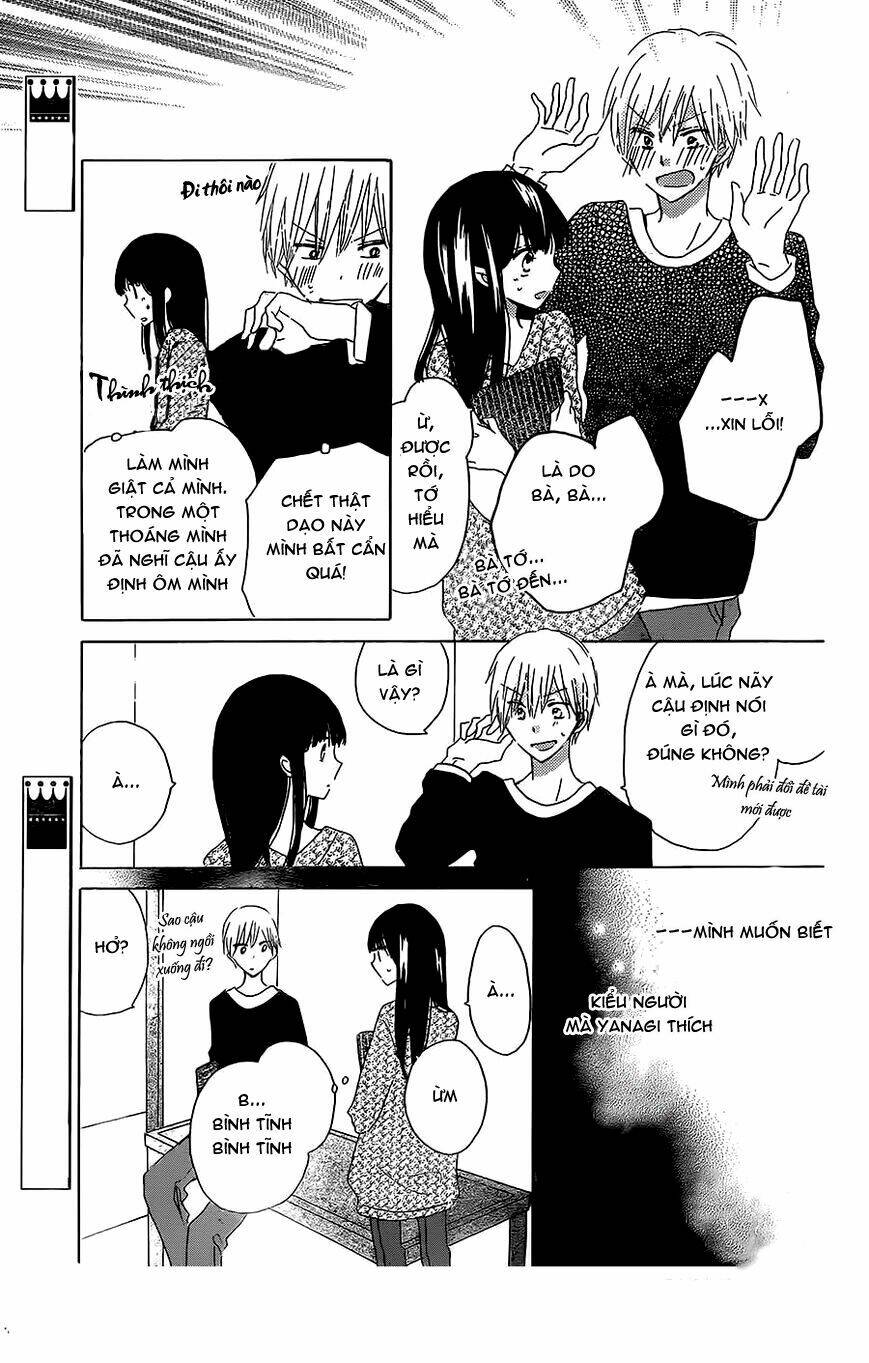 ---X
...XIN LỖI!
LÀ DO
BÀ, BÀ...
BÀ TỚ...
BÀ TỚ ĐẾN...
Ừ,
ĐƯỢC
RỒI,
TỚ
HIỂU
MÀ
Đi thôi nào
CHẾT THẬT
DẠO NÀY
MÌNH BẤT CẨN
QUÁ!
Thình thịch
LÀM MÌNH
GIẬT CẢ MÌNH.
TRONG MỘT
THOÁNG MÌNH
ĐÃ NGHĨ CẬU ẤY
ĐỊNH ÔM MÌNH
À MÀ, LÚC NÃY
CẬU ĐỊNH NÓI
GÌ ĐÓ,
ĐÚNG KHÔNG?
Mình phải đổi đề tài
mới được
LÀ GÌ
VẬY?
À...
---MÌNH MUỐN BIẾT
KIỂU NGƯỜI
MÀ YANAGI THÍCH
À...
ỪM
Sao cậu
không ngồi
xuống đi?
HỞ?
B...
BÌNH TĨNH
BÌNH TĨNH